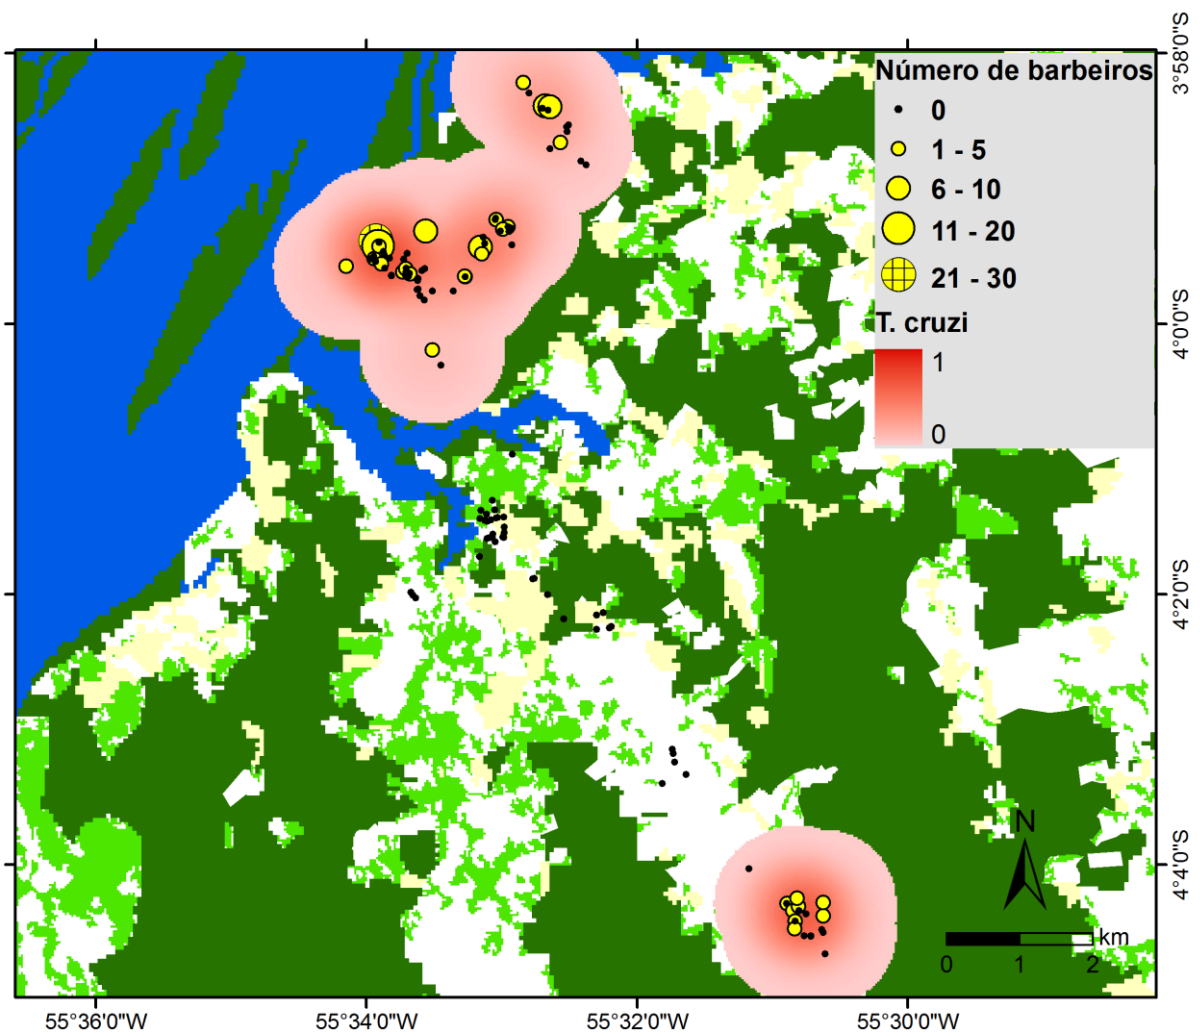 Número de barbeiros
0
1 - 5
6 - 10
11 - 20
21 - 30
T. cruzi
1
0
3°58'0"S
4°0'0"S
4°2'0"S
4°4'0"S
N
km
0 1 2
55°36'0"W 55°34'0"W 55°32'0"W 55°30'0"W